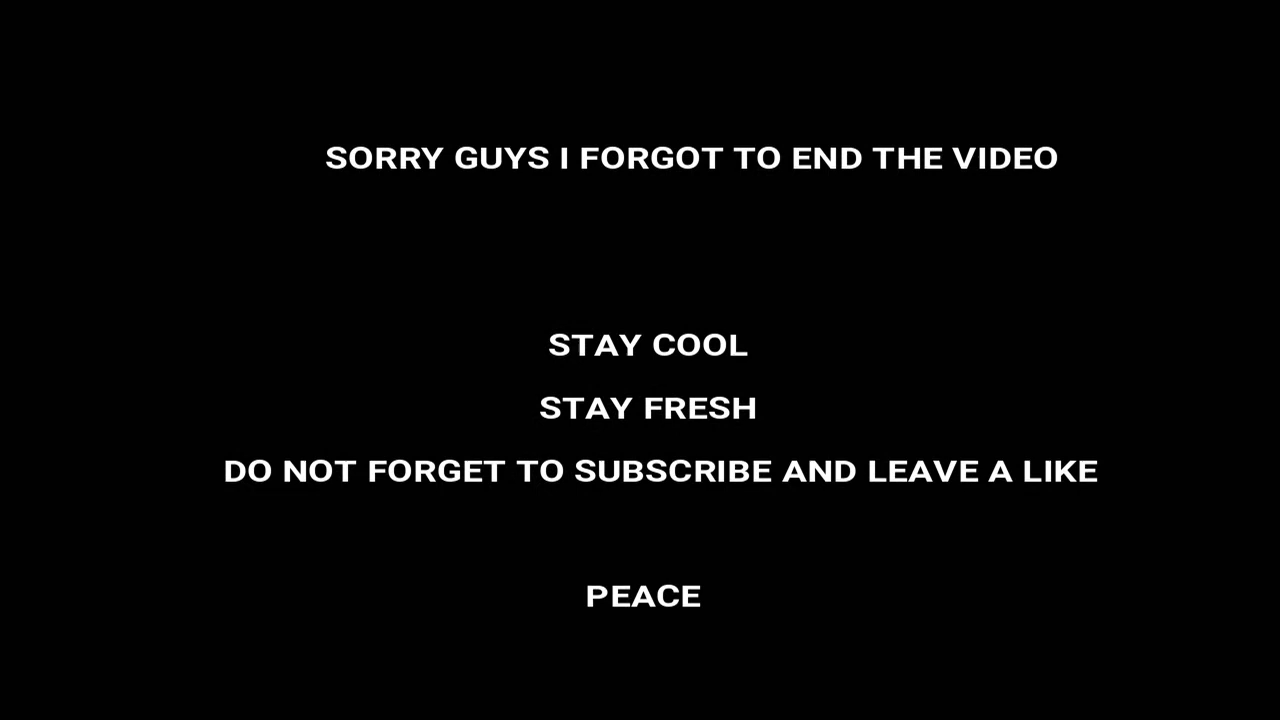 SORRY GUYS I FORGOT TO END THE VIDEO
STAY COOL
STAY FRESH
DO NOT FORGET TO SUBSCRIBE AND LEAVE A LIKE
PEACE